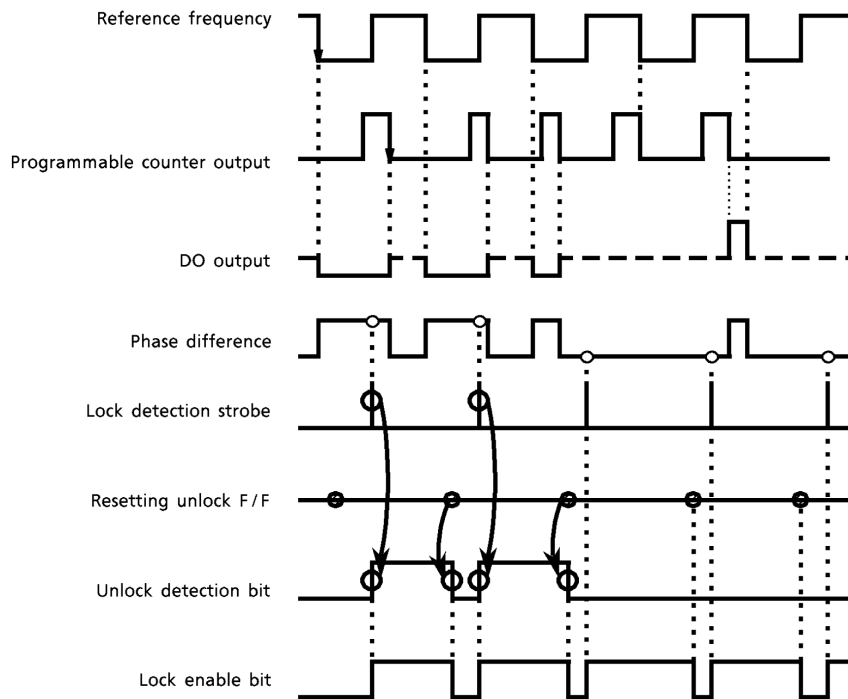 Reference frequency
Programmable counter output
DO output
Phase difference
Lock detection strobe
Resetting unlock F/F
Unlock detection bit
Lock enable bit